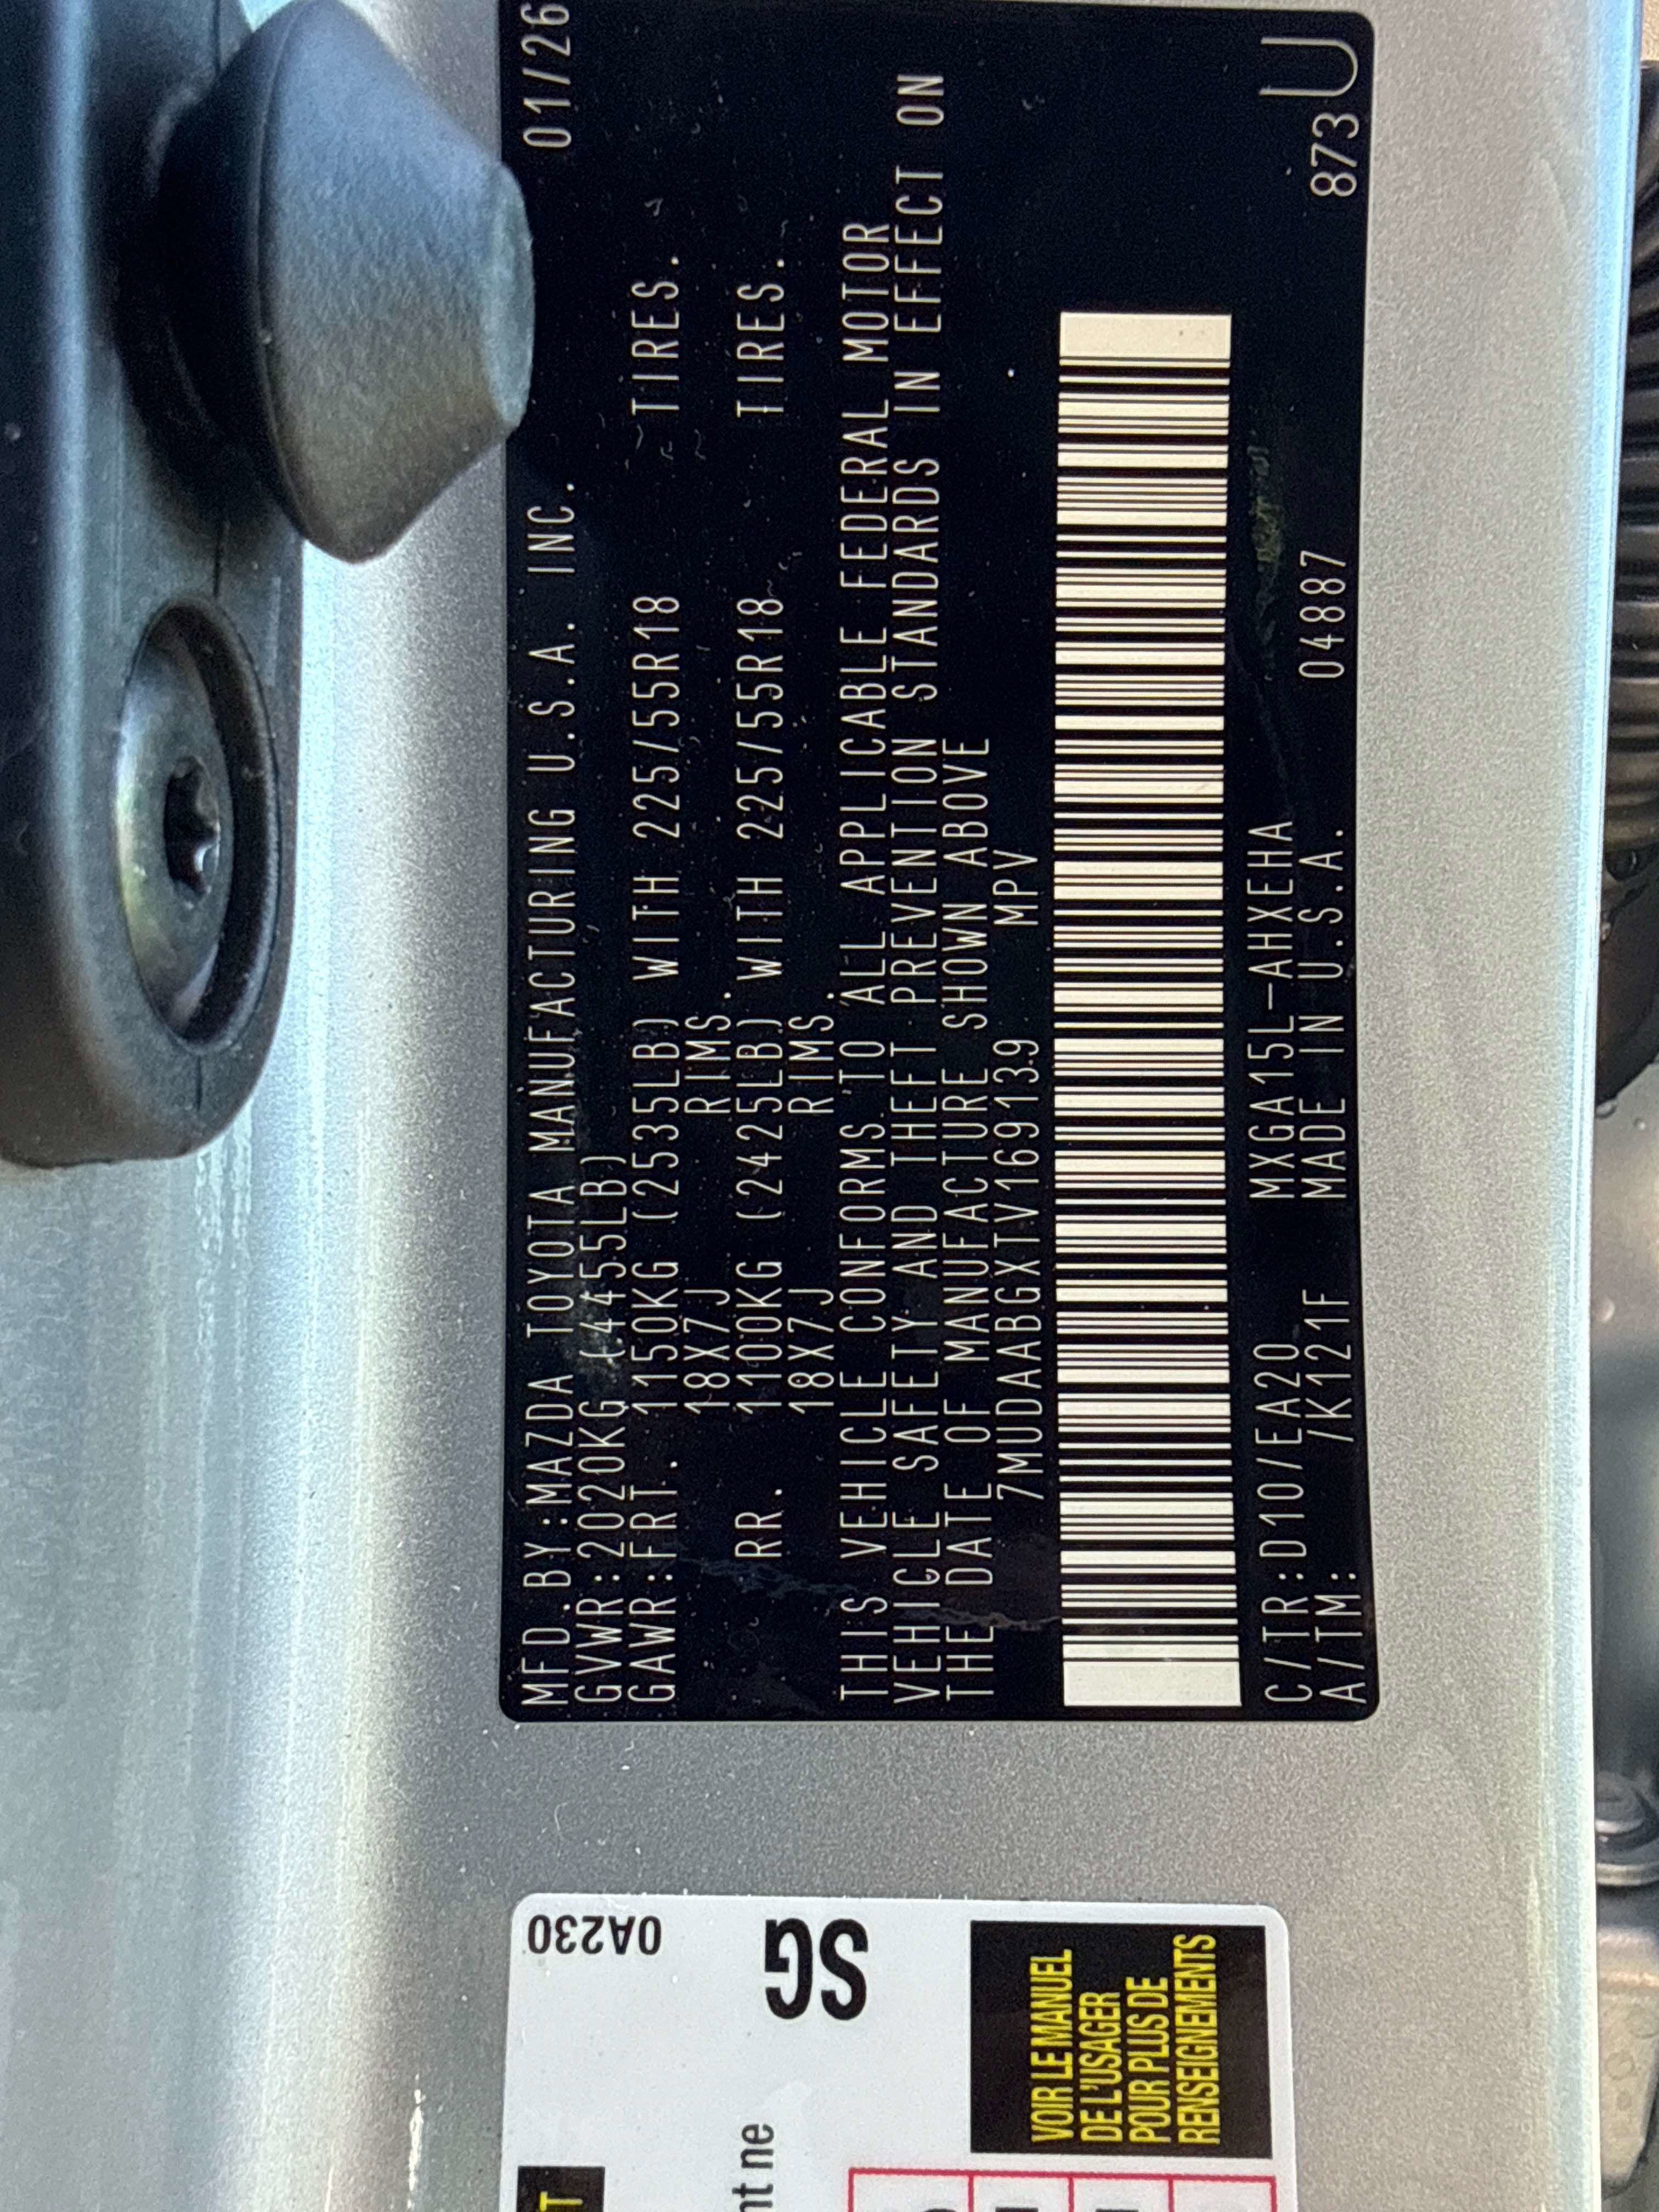 MFD.BY:MAZDA TOYOTA MANUFACTURING U.S.A. INC. 01/26
GVWR:2020KG(4455LB)
GAWR:FRT. 1150KG (2535LB) WITH 225/55R18 TIRES.
18X7J RIMS.
RR. 1100KG (2425LB) WITH 225/55R18 TIRES.
18X7J RIMS.
THIS VEHICLE CONFORMS TO ALL APPLICABLE FEDERAL MOTOR
VEHICLE SAFETY AND THEFT PREVENTION STANDARDS IN EFFECT ON
THE DATE OF MANUFACTURE SHOWN ABOVE
7MUDAABGXTV169139 MPV
C/TR:D10/EA20 MXGA15L-AHXEHA
A/TM: /K121F MADE IN U.S.A. 04887 873 U
0A230
SG
nt ne
VOIR LE MANUEL
DE L'USAGER
POUR PLUS DE
RENSEIGNEMENTS
T